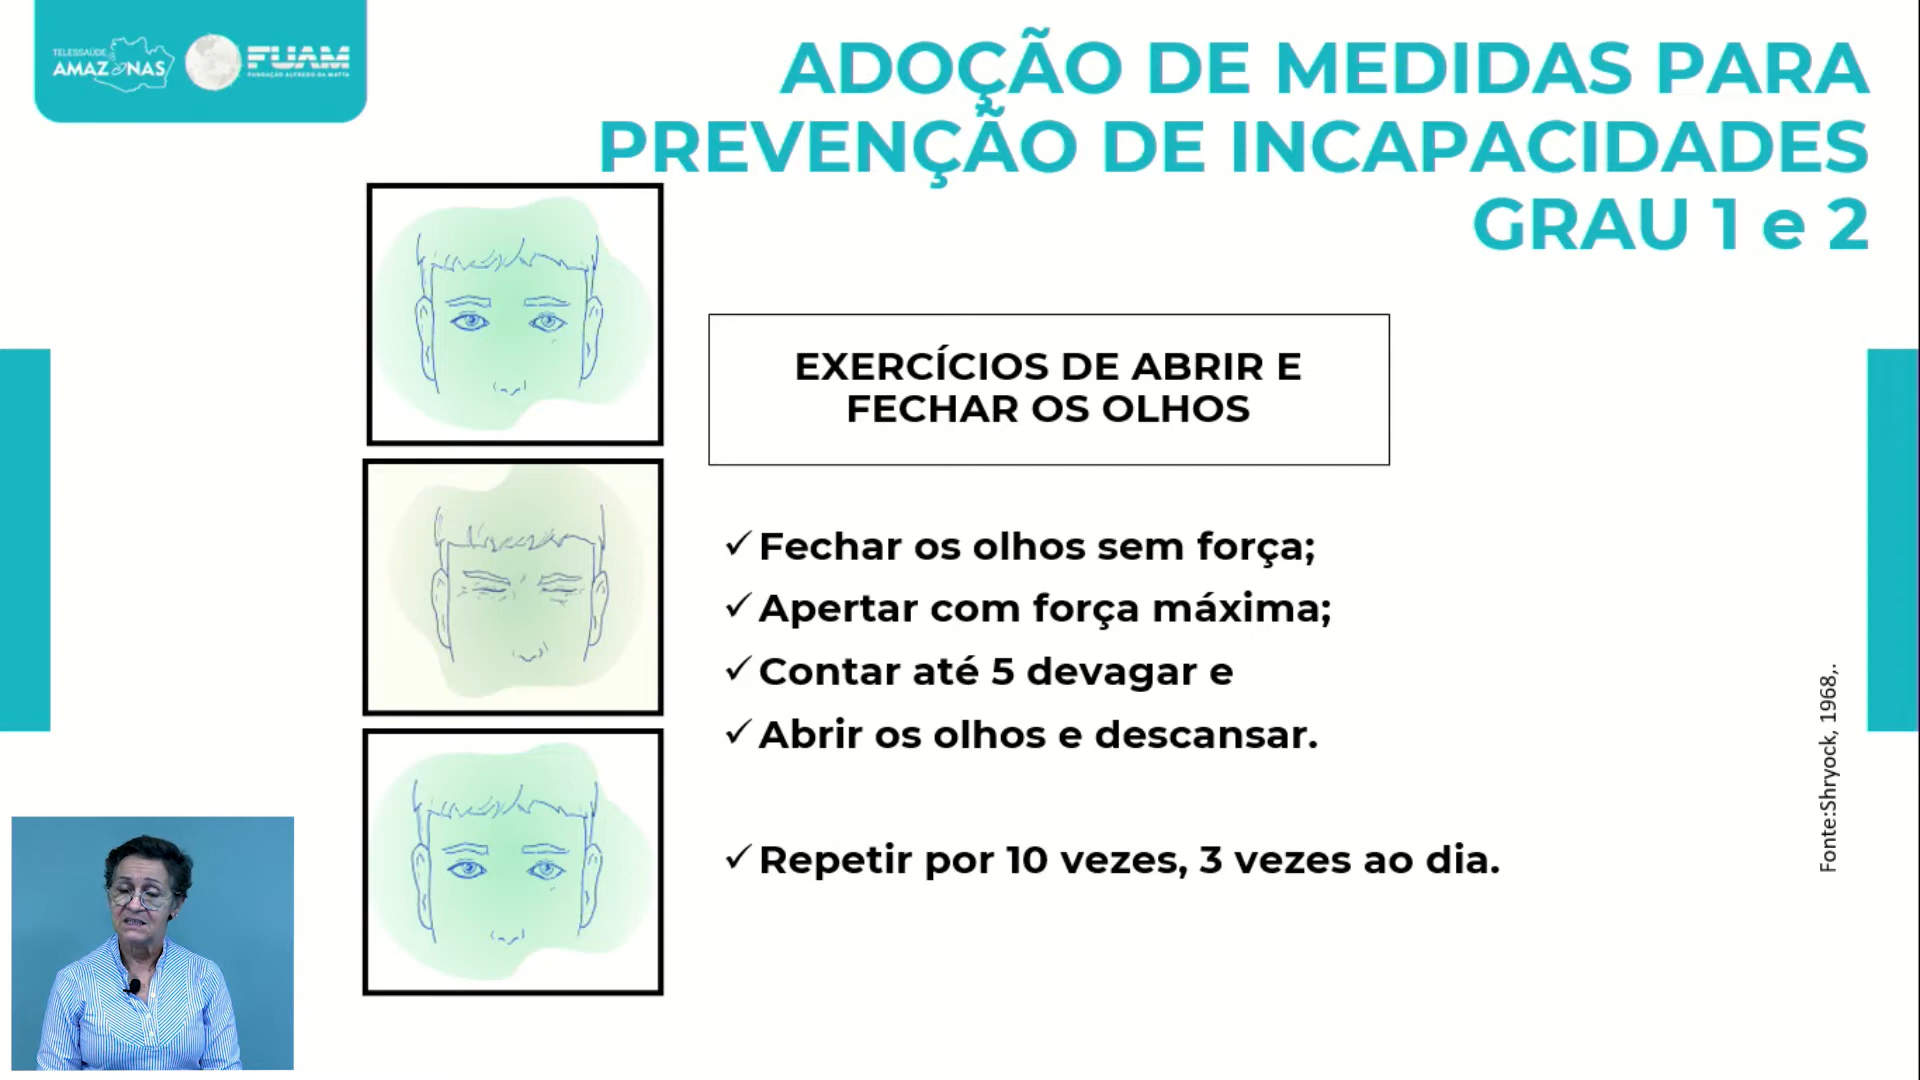 TELESSAÚDE
AMAZONAS
FUAM
FUNDAÇÃO ALFREDO DA MATTA
ADOÇÃO DE MEDIDAS PARA
PREVENÇÃO DE INCAPACIDADES
GRAU 1 e 2
EXERCÍCIOS DE ABRIR E
FECHAR OS OLHOS
✓Fechar os olhos sem força;
✓Apertar com força máxima;
✓Contar até 5 devagar e
✓Abrir os olhos e descansar.
✓Repetir por 10 vezes, 3 vezes ao dia.
Fonte:Shryock, 1968,.